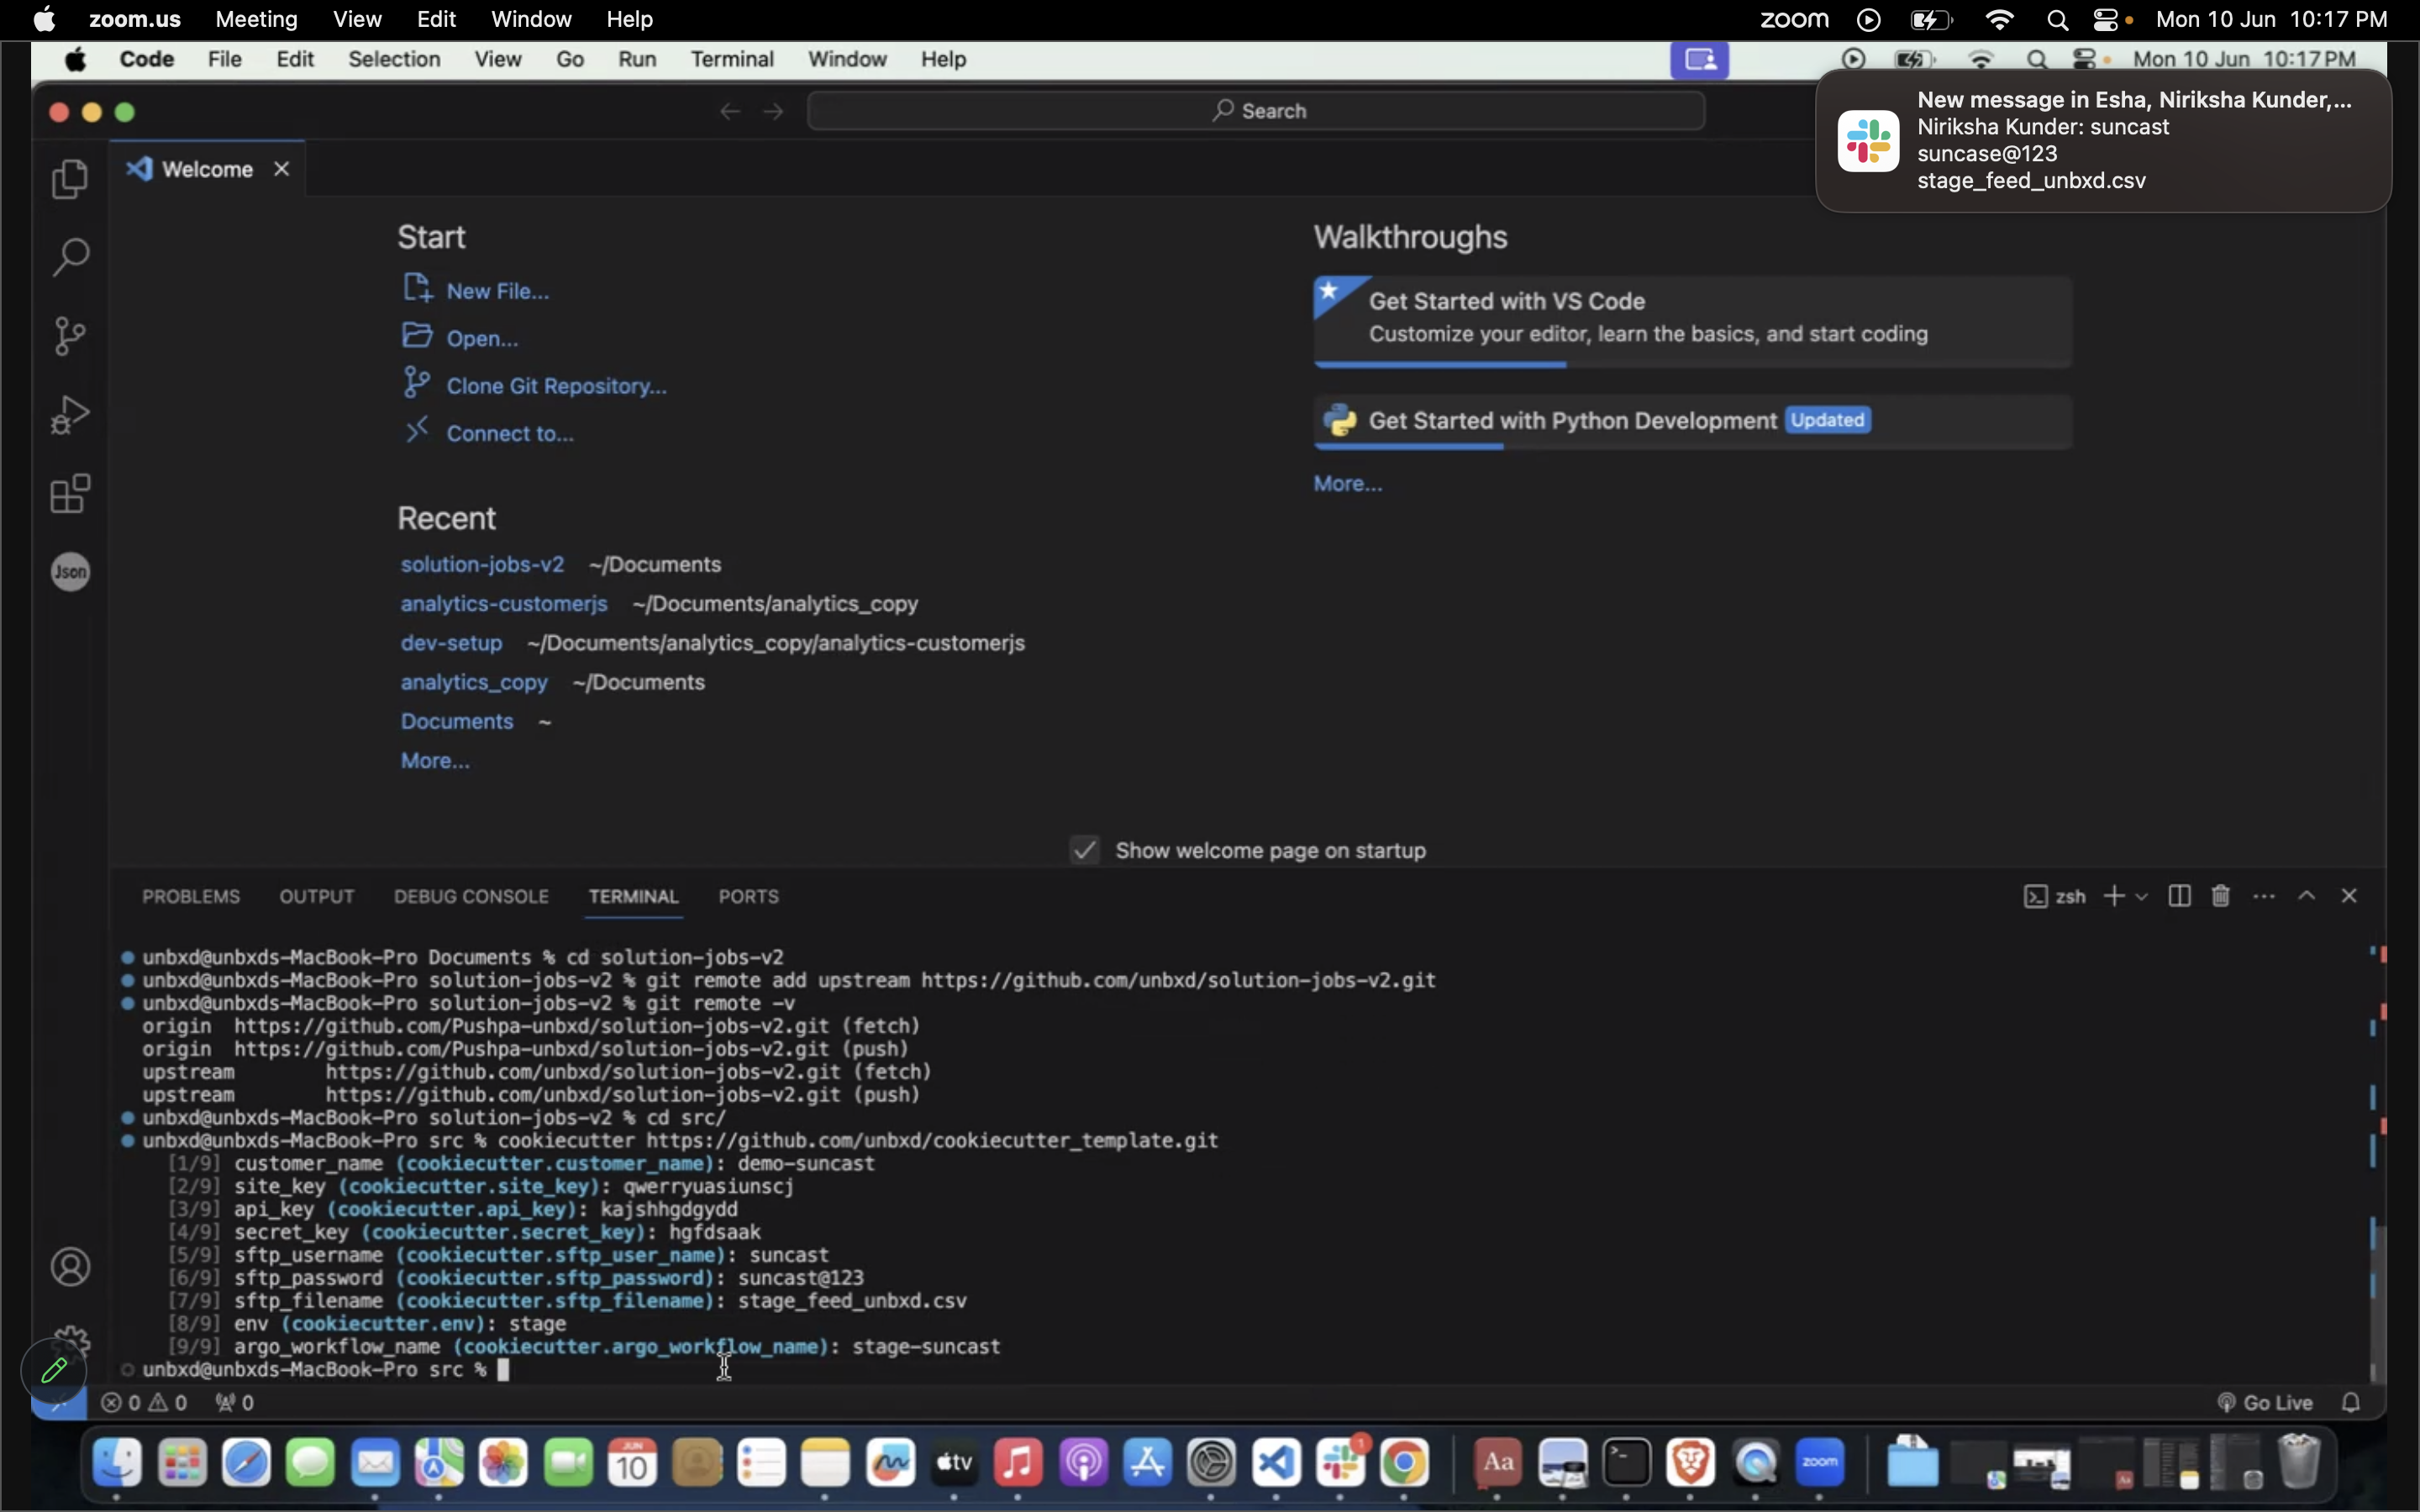 zoom.us Meeting View Edit Window Help zoom Mon 10 Jun 10:17 PM
Code File Edit Selection View Go Run Terminal Window Help Mon 10 Jun 10:17 PM
Search
New message in Esha, Niriksha Kunder,...
Niriksha Kunder: suncast
suncase@123
stage_feed_unbxd.csv
Welcome
Start
New File...
Open...
Clone Git Repository...
Connect to...
Walkthroughs
Get Started with VS Code
Customize your editor, learn the basics, and start coding
Get Started with Python Development Updated
More...
Recent
solution-jobs-v2 ~/Documents
analytics-customerjs ~/Documents/analytics_copy
dev-setup ~/Documents/analytics_copy/analytics-customerjs
analytics_copy ~/Documents
Documents ~
More...
Json
Show welcome page on startup
PROBLEMS OUTPUT DEBUG CONSOLE TERMINAL PORTS zsh
unbxd@unbxds-MacBook-Pro Documents % cd solution-jobs-v2
unbxd@unbxds-MacBook-Pro solution-jobs-v2 % git remote add upstream https://github.com/unbxd/solution-jobs-v2.git
unbxd@unbxds-MacBook-Pro solution-jobs-v2 % git remote -v
origin https://github.com/Pushpa-unbxd/solution-jobs-v2.git (fetch)
origin https://github.com/Pushpa-unbxd/solution-jobs-v2.git (push)
upstream https://github.com/unbxd/solution-jobs-v2.git (fetch)
upstream https://github.com/unbxd/solution-jobs-v2.git (push)
unbxd@unbxds-MacBook-Pro solution-jobs-v2 % cd src/
unbxd@unbxds-MacBook-Pro src % cookiecutter https://github.com/unbxd/cookiecutter_template.git
[1/9] customer_name (cookiecutter.customer_name): demo-suncast
[2/9] site_key (cookiecutter.site_key): qwerryuasiunscj
[3/9] api_key (cookiecutter.api_key): kajshhgdgydd
[4/9] secret_key (cookiecutter.secret_key): hgfdsaak
[5/9] sftp_username (cookiecutter.sftp_user_name): suncast
[6/9] sftp_password (cookiecutter.sftp_password): suncast@123
[7/9] sftp_filename (cookiecutter.sftp_filename): stage_feed_unbxd.csv
[8/9] env (cookiecutter.env): stage
[9/9] argo_workflow_name (cookiecutter.argo_workflow_name): stage-suncast
unbxd@unbxds-MacBook-Pro src %
0 0 0 Go Live
JUN
10
tv
1
Aa
zoom